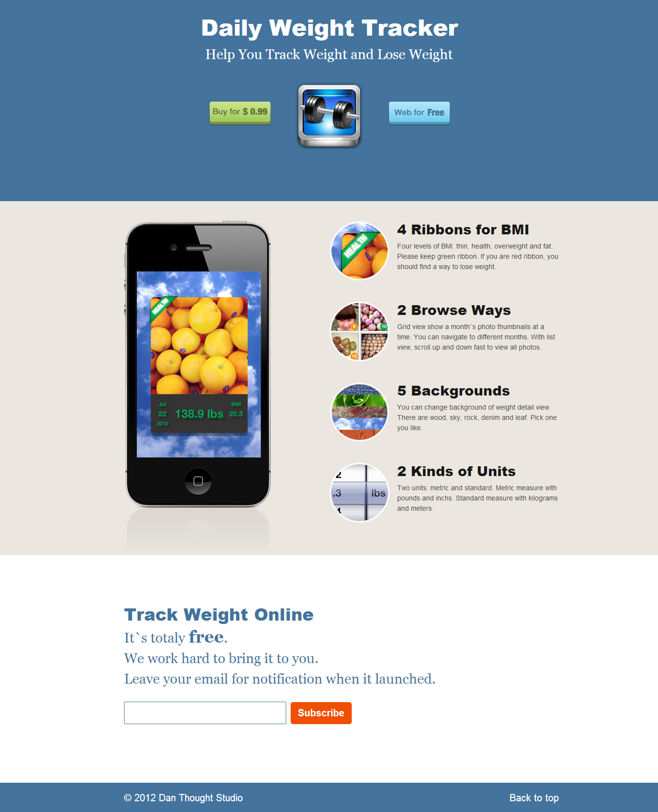 Daily Weight Tracker
Help You Track Weight and Lose Weight
Buy for $ 0.99
Web for Free
4 Ribbons for BMI
Four levels of BMI: thin, health, overweight and fat.
Please keep green ribbon. If you are red ribbon, you
should find a way to lose weight.
HEALTH
HEALTH
2 Browse Ways
Grid view show a month`s photo thumbnails at a
time. You can navigate to different months. With list
view, scroll up and down fast to view all photos.
5 Backgrounds
You can change background of weight detail view.
There are wood, sky, rock, denim and leaf. Pick one
you like.
Jul
22
2012
138.9 lbs
BMI
20.5
2 Kinds of Units
Two units: metric and standard. Metric measure with
pounds and inchs. Standard measure with kilograms
and meters.
2
.3 lbs
Track Weight Online
It`s totaly free.
We work hard to bring it to you.
Leave your email for notification when it launched.
Subscribe
© 2012 Dan Thought Studio
Back to top